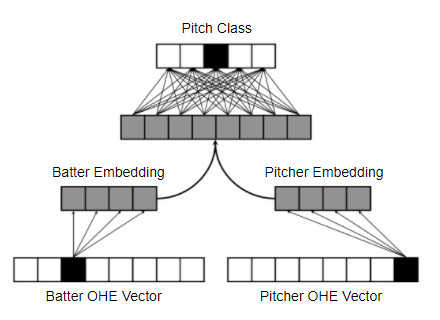 Pitch Class
Batter Embedding
Pitcher Embedding
Batter OHE Vector
Pitcher OHE Vector